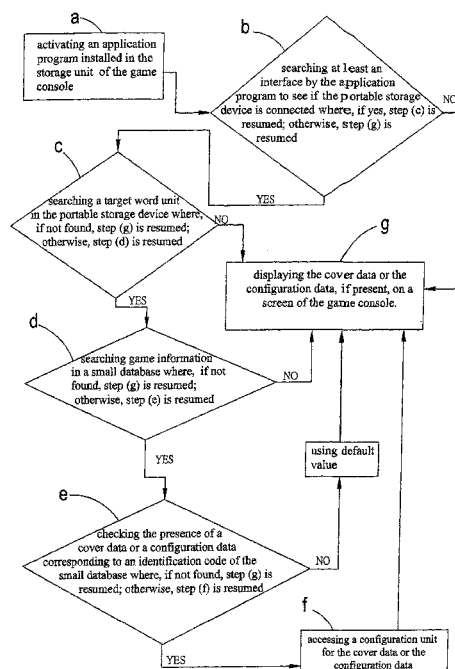 a
activating an application
program installed in the
storage unit of the game
console
b
searching at least an
interface by the application
program to see if the portable storage
device is connected where, if yes, step (c) is
resumed; otherwise, step (g) is
resumed
NO
YES
c
searching a target word unit
in the portable storage device where,
if not found, step (g) is resumed;
otherwise, step (d) is resumed
NO
YES
g
displaying the cover data or the
configuration data, if present, on a
screen of the game console.
d
searching game information
in a small database where, if not
found, step (g) is resumed;
otherwise, step (e) is resumed
NO
YES
using default
value
e
checking the presence of a
cover data or a configuration data
corresponding to an identification code of the
small database where, if not found, step (g) is
resumed; otherwise, step (f) is resumed
NO
YES
f
accessing a configuration unit
for the cover data or the
configuration data